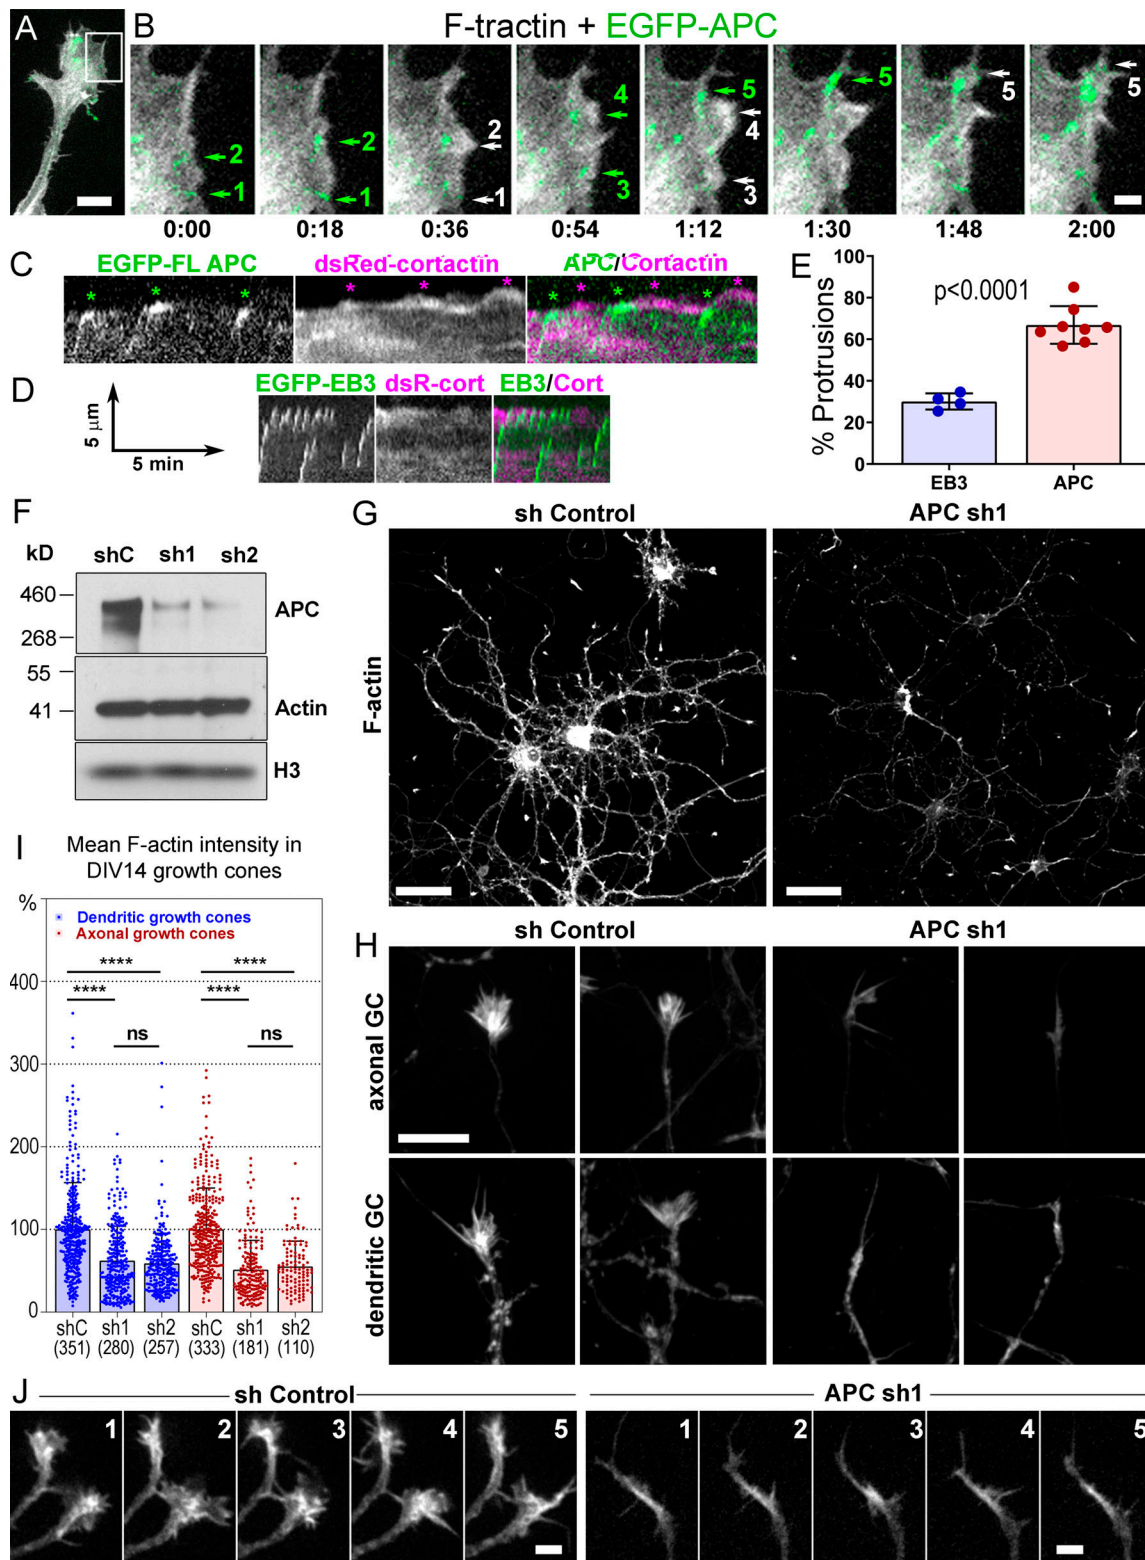 A
B
F-tractin + EGFP-APC
2
1
2
1
2
1
4
3
5
4
3
5
5
5
0:00 0:18 0:36 0:54 1:12 1:30 1:48 2:00
C
EGFP-FL APC dsRed-cortactin APC/Cortactin
* * * * * * * * * * * *
D
EGFP-EB3 dsR-cort EB3/Cort
5 μm
5 min
E
p<0.0001
% Protrusions
100
80
60
40
20
0
EB3 APC
F
kD shC sh1 sh2
460
268
APC
55
41
Actin
H3
G
sh Control APC sh1
F-actin
H
sh Control APC sh1
axonal GC
dendritic GC
I
Mean F-actin intensity in
DIV14 growth cones
%
Dendritic growth cones
Axonal growth cones
**** ****
**** ****
ns ns
400
300
200
100
0
shC sh1 sh2 shC sh1 sh2
(351) (280) (257) (333) (181) (110)
J
sh Control APC sh1
1 2 3 4 5 1 2 3 4 5